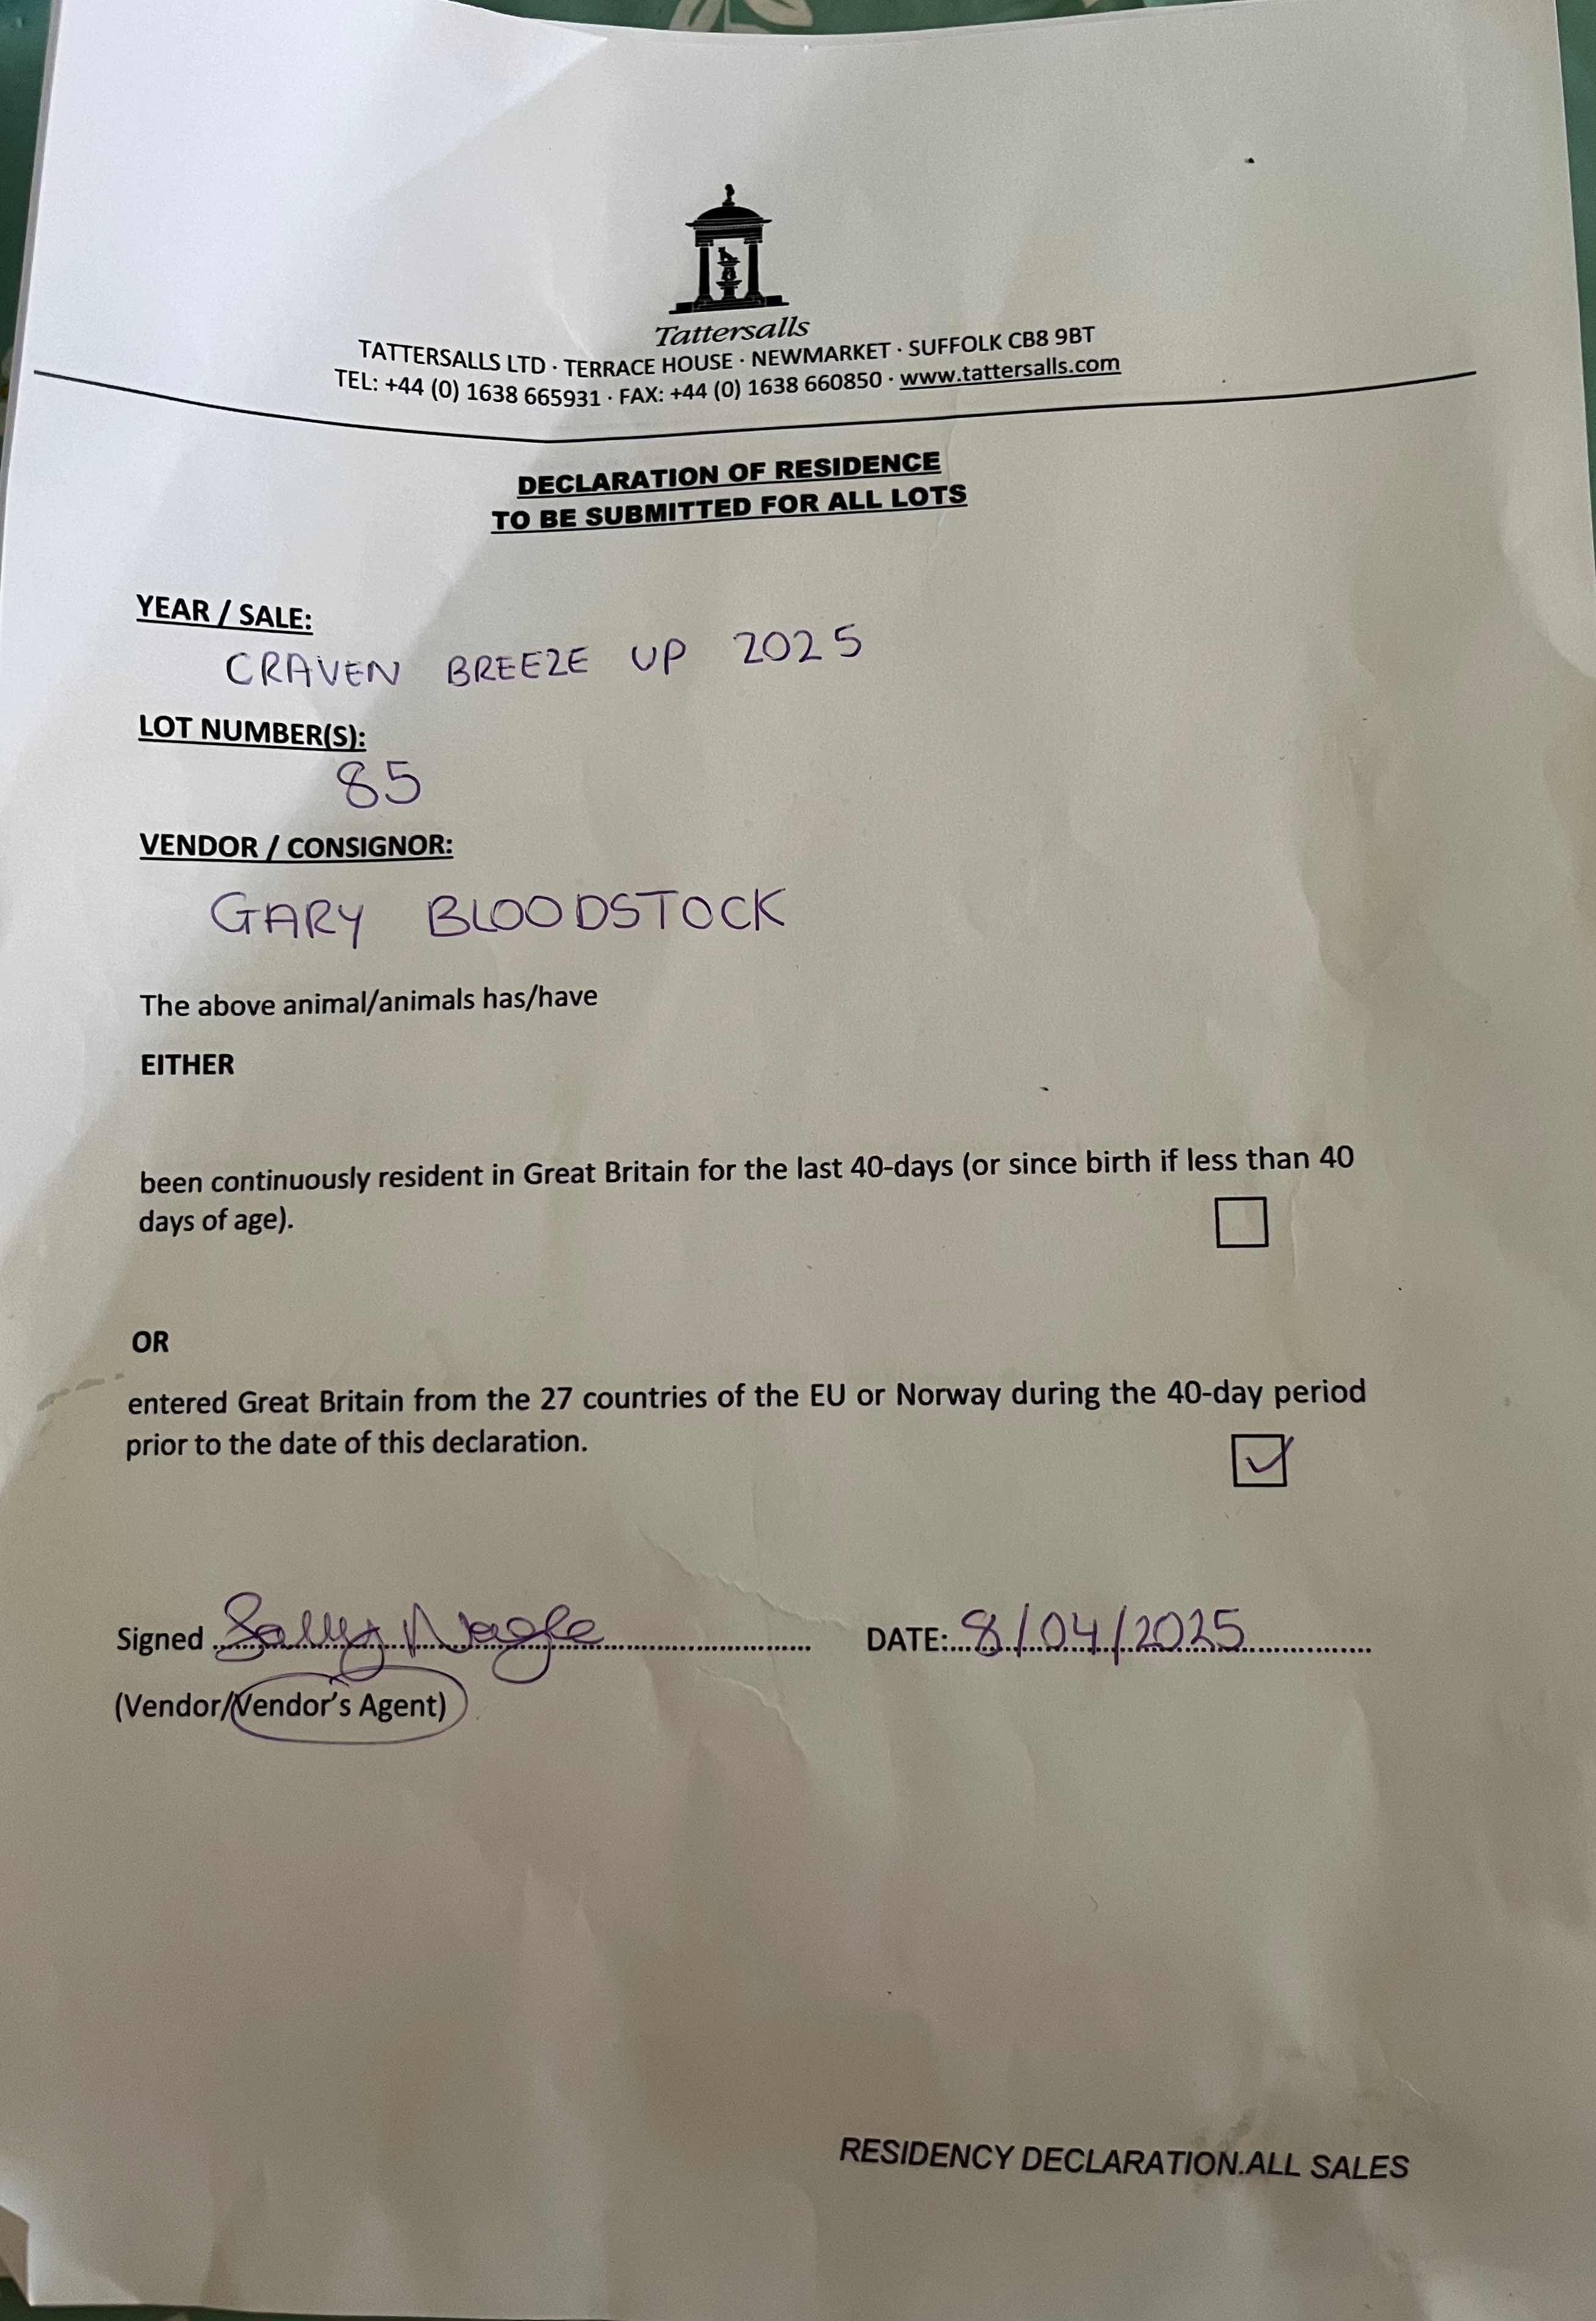 Tattersalls
TATTERSALLS LTD · TERRACE HOUSE · NEWMARKET · SUFFOLK CB8 9BT
TEL: +44 (0) 1638 665931 · FAX: +44 (0) 1638 660850 · www.tattersalls.com
DECLARATION OF RESIDENCE
TO BE SUBMITTED FOR ALL LOTS
YEAR / SALE:
CRAVEN BREEZE UP 2025
LOT NUMBER(S):
85
VENDOR / CONSIGNOR:
GARY BLOODSTOCK
The above animal/animals has/have
EITHER
been continuously resident in Great Britain for the last 40-days (or since birth if less than 40
days of age).
OR
entered Great Britain from the 27 countries of the EU or Norway during the 40-day period
prior to the date of this declaration.
Signed Sally Nagle DATE: 8/04/2025
(Vendor/Vendor's Agent)
RESIDENCY DECLARATION.ALL SALES